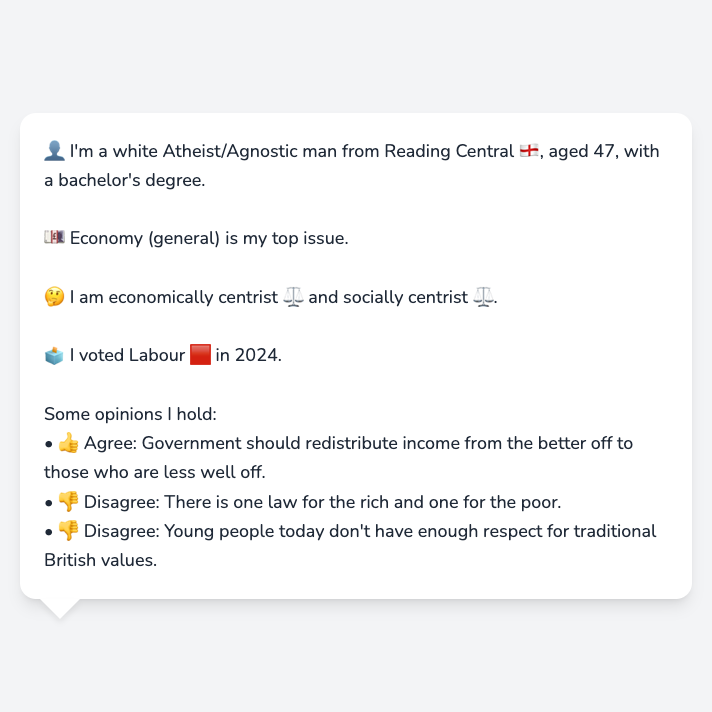 👤 I'm a white Atheist/Agnostic man from Reading Central 🏴󠁧󠁢󠁥󠁮󠁧󠁿, aged 47, with
a bachelor's degree.
💷 Economy (general) is my top issue.
🤔 I am economically centrist ⚖️ and socially centrist ⚖️.
🗳️ I voted Labour 🟥 in 2024.
Some opinions I hold:
• 👍 Agree: Government should redistribute income from the better off to
those who are less well off.
• 👎 Disagree: There is one law for the rich and one for the poor.
• 👎 Disagree: Young people today don't have enough respect for traditional
British values.